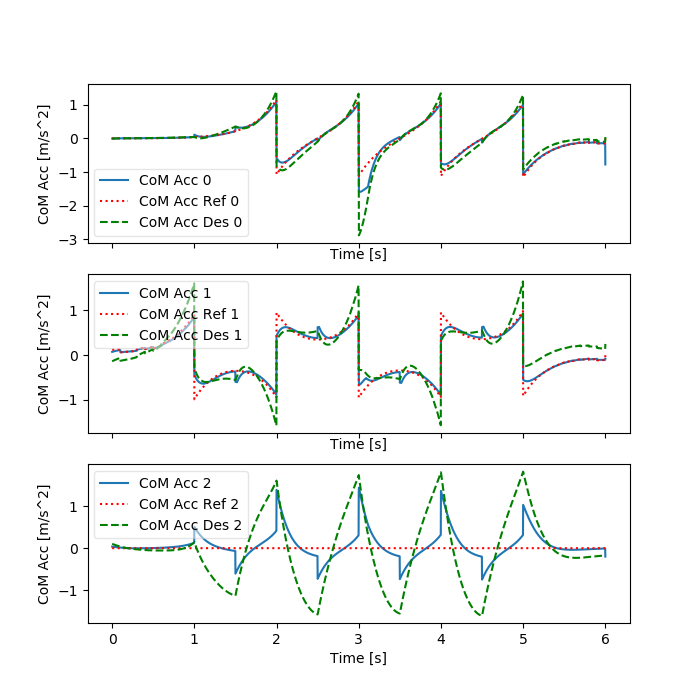 CoM Acc [m/s^2]
1
0
−1
−2
−3
CoM Acc 0
CoM Acc Ref 0
CoM Acc Des 0
Time [s]
CoM Acc [m/s^2]
1
0
−1
CoM Acc 1
CoM Acc Ref 1
CoM Acc Des 1
Time [s]
CoM Acc [m/s^2]
1
0
−1
CoM Acc 2
CoM Acc Ref 2
CoM Acc Des 2
0 1 2 3 4 5 6
Time [s]